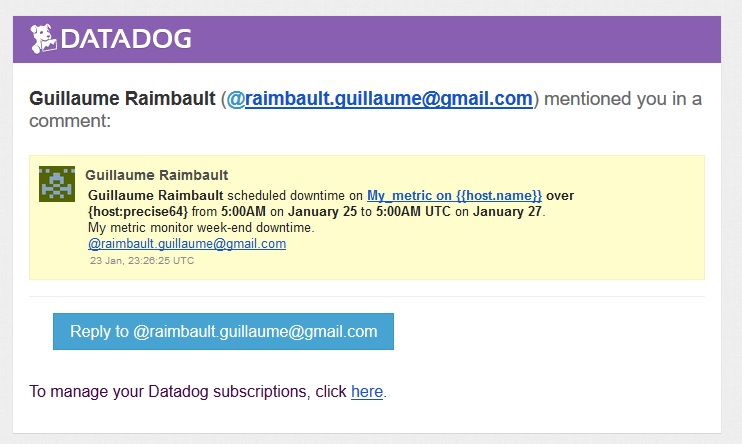 DATADOG
Guillaume Raimbault (@raimbault.guillaume@gmail.com) mentioned you in a
comment:
Guillaume Raimbault
Guillaume Raimbault scheduled downtime on My_metric on {{host.name}} over
{host:precise64} from 5:00AM on January 25 to 5:00AM UTC on January 27.
My metric monitor week-end downtime.
@raimbault.guillaume@gmail.com
23 Jan, 23:26:25 UTC
Reply to @raimbault.guillaume@gmail.com
To manage your Datadog subscriptions, click here.